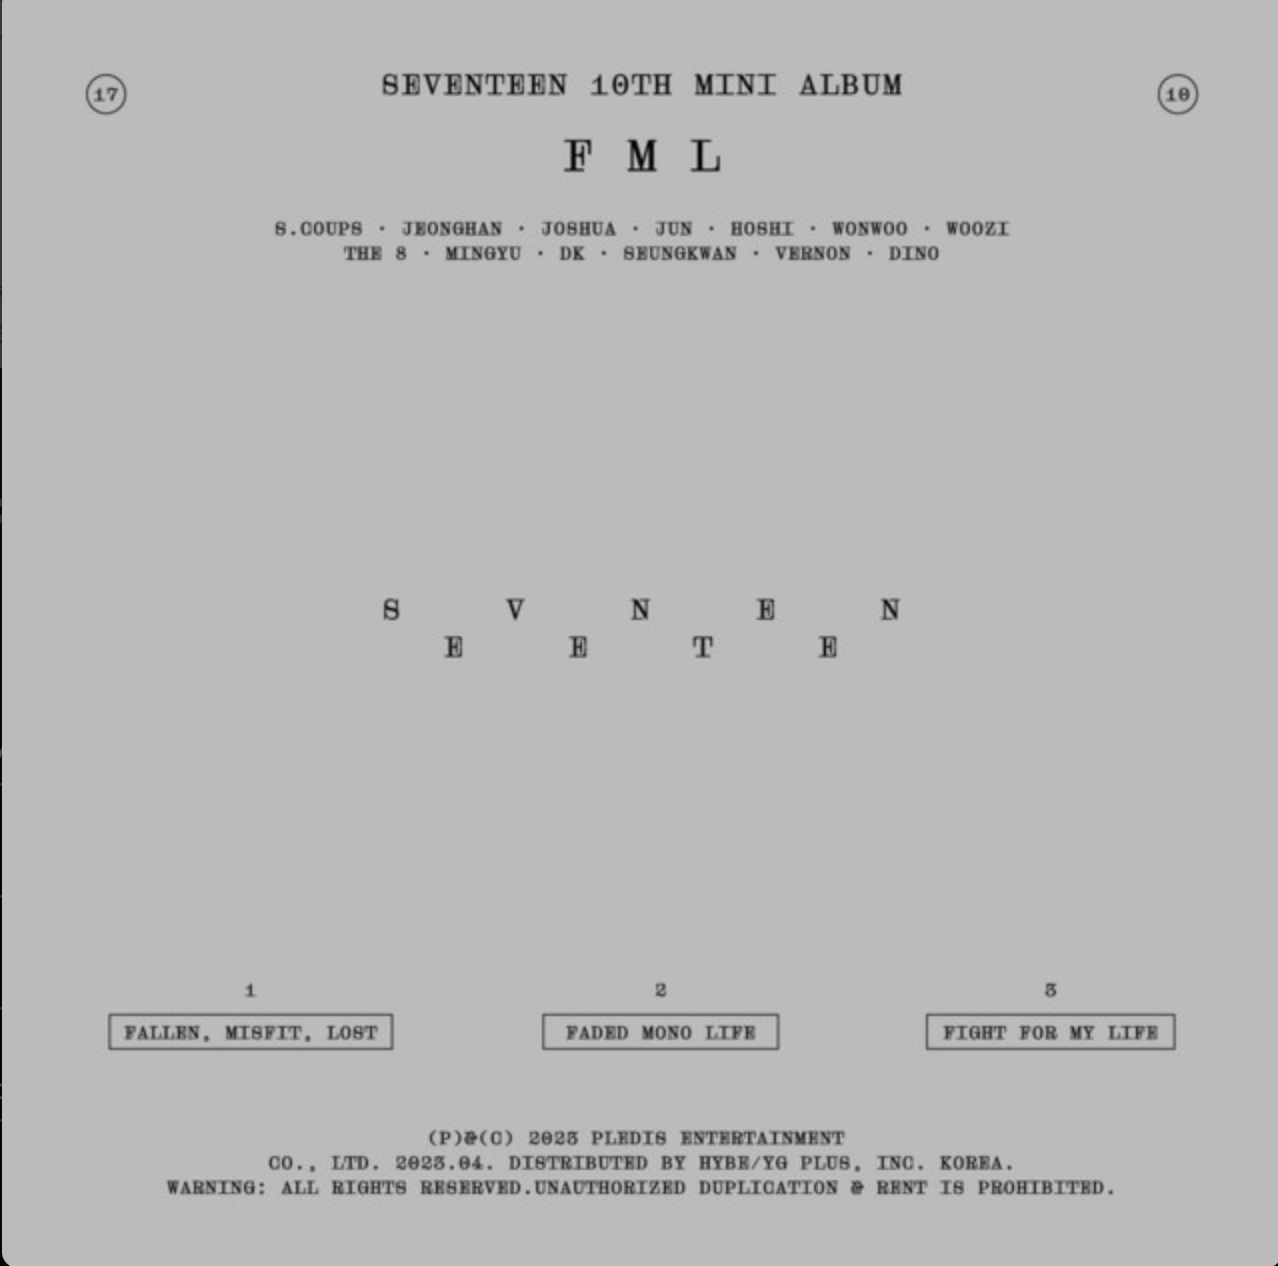 17
SEVENTEEN 10TH MINI ALBUM
10
F M L
S.COUPS · JEONGHAN · JOSHUA · JUN · HOSHI · WONWOO · WOOZI
THE 8 · MINGYU · DK · SEUNGKWAN · VERNON · DINO
S V N E N
E E T E
1 2 3
FALLEN, MISFIT, LOST
FADED MONO LIFE
FIGHT FOR MY LIFE
(P)&(C) 2023 PLEDIS ENTERTAINMENT
CO., LTD. 2023.04. DISTRIBUTED BY HYBE/YG PLUS, INC. KOREA.
WARNING: ALL RIGHTS RESERVED.UNAUTHORIZED DUPLICATION & RENT IS PROHIBITED.